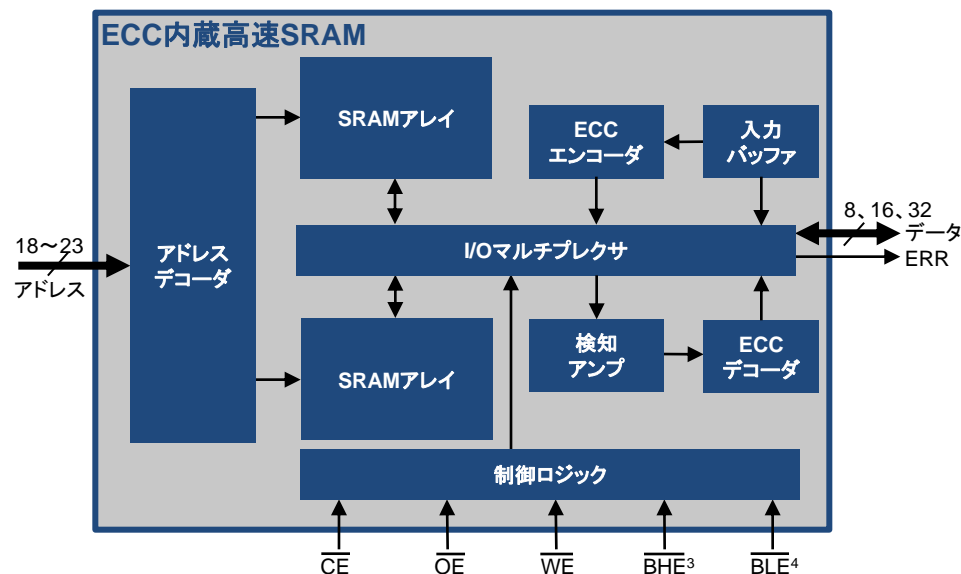 ECC内蔵高速SRAM
SRAMアレイ
ECC
エンコーダ
入力
バッファ
8、16、32
データ
ERR
18～23
アドレス
アドレス
デコーダ
I/Oマルチプレクサ
SRAMアレイ
検知
アンプ
ECC
デコーダ
制御ロジック
CE
OE
WE
BHE³
BLE⁴